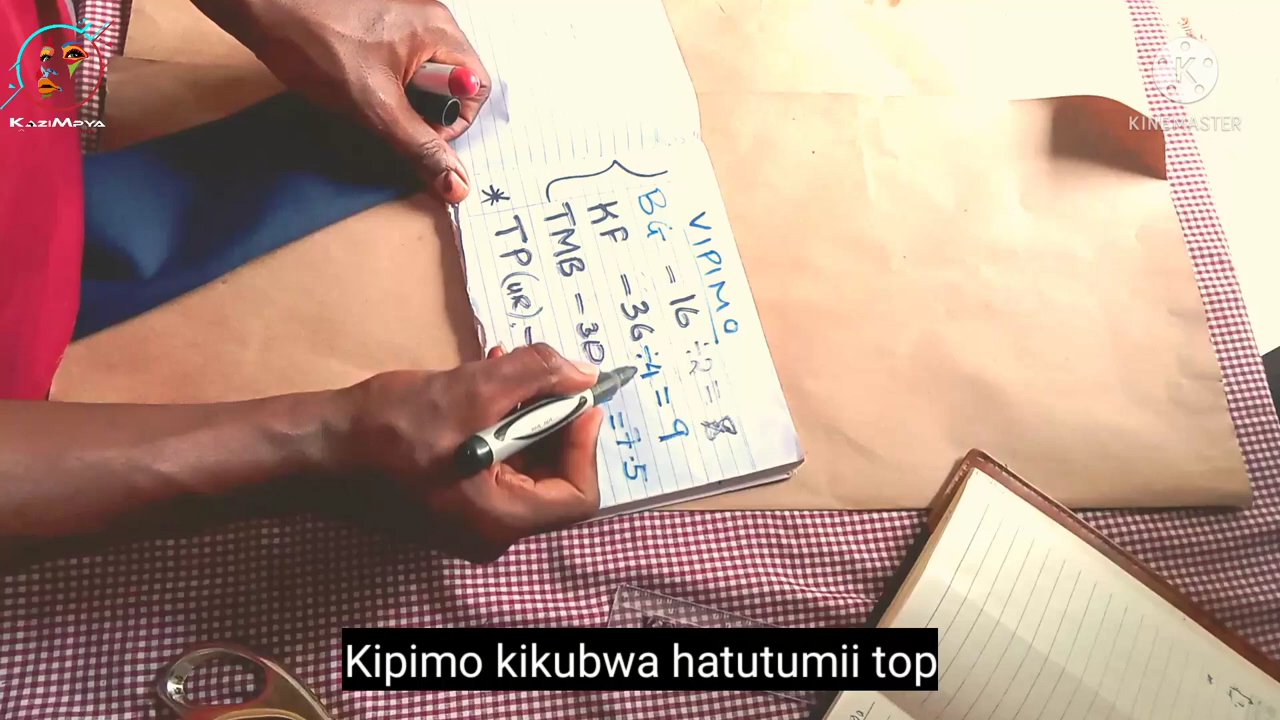 KaziMpya
KINEMASTER
VIPIMO
BG - 16 ÷ 2 = 8
KF - 36 ÷ 4 = 9
TMB = 30 = 7.5
* TP (UR). =
Kipimo kikubwa hatutumii top